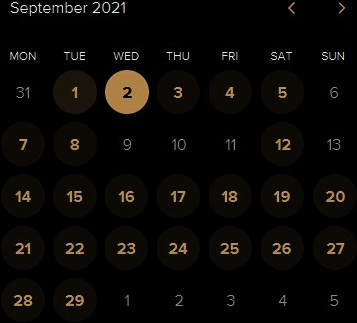 September 2021
MON TUE WED THU FRI SAT SUN
31 1 2 3 4 5 6
7 8 9 10 11 12 13
14 15 16 17 18 19 20
21 22 23 24 25 26 27
28 29 1 2 3 4 5